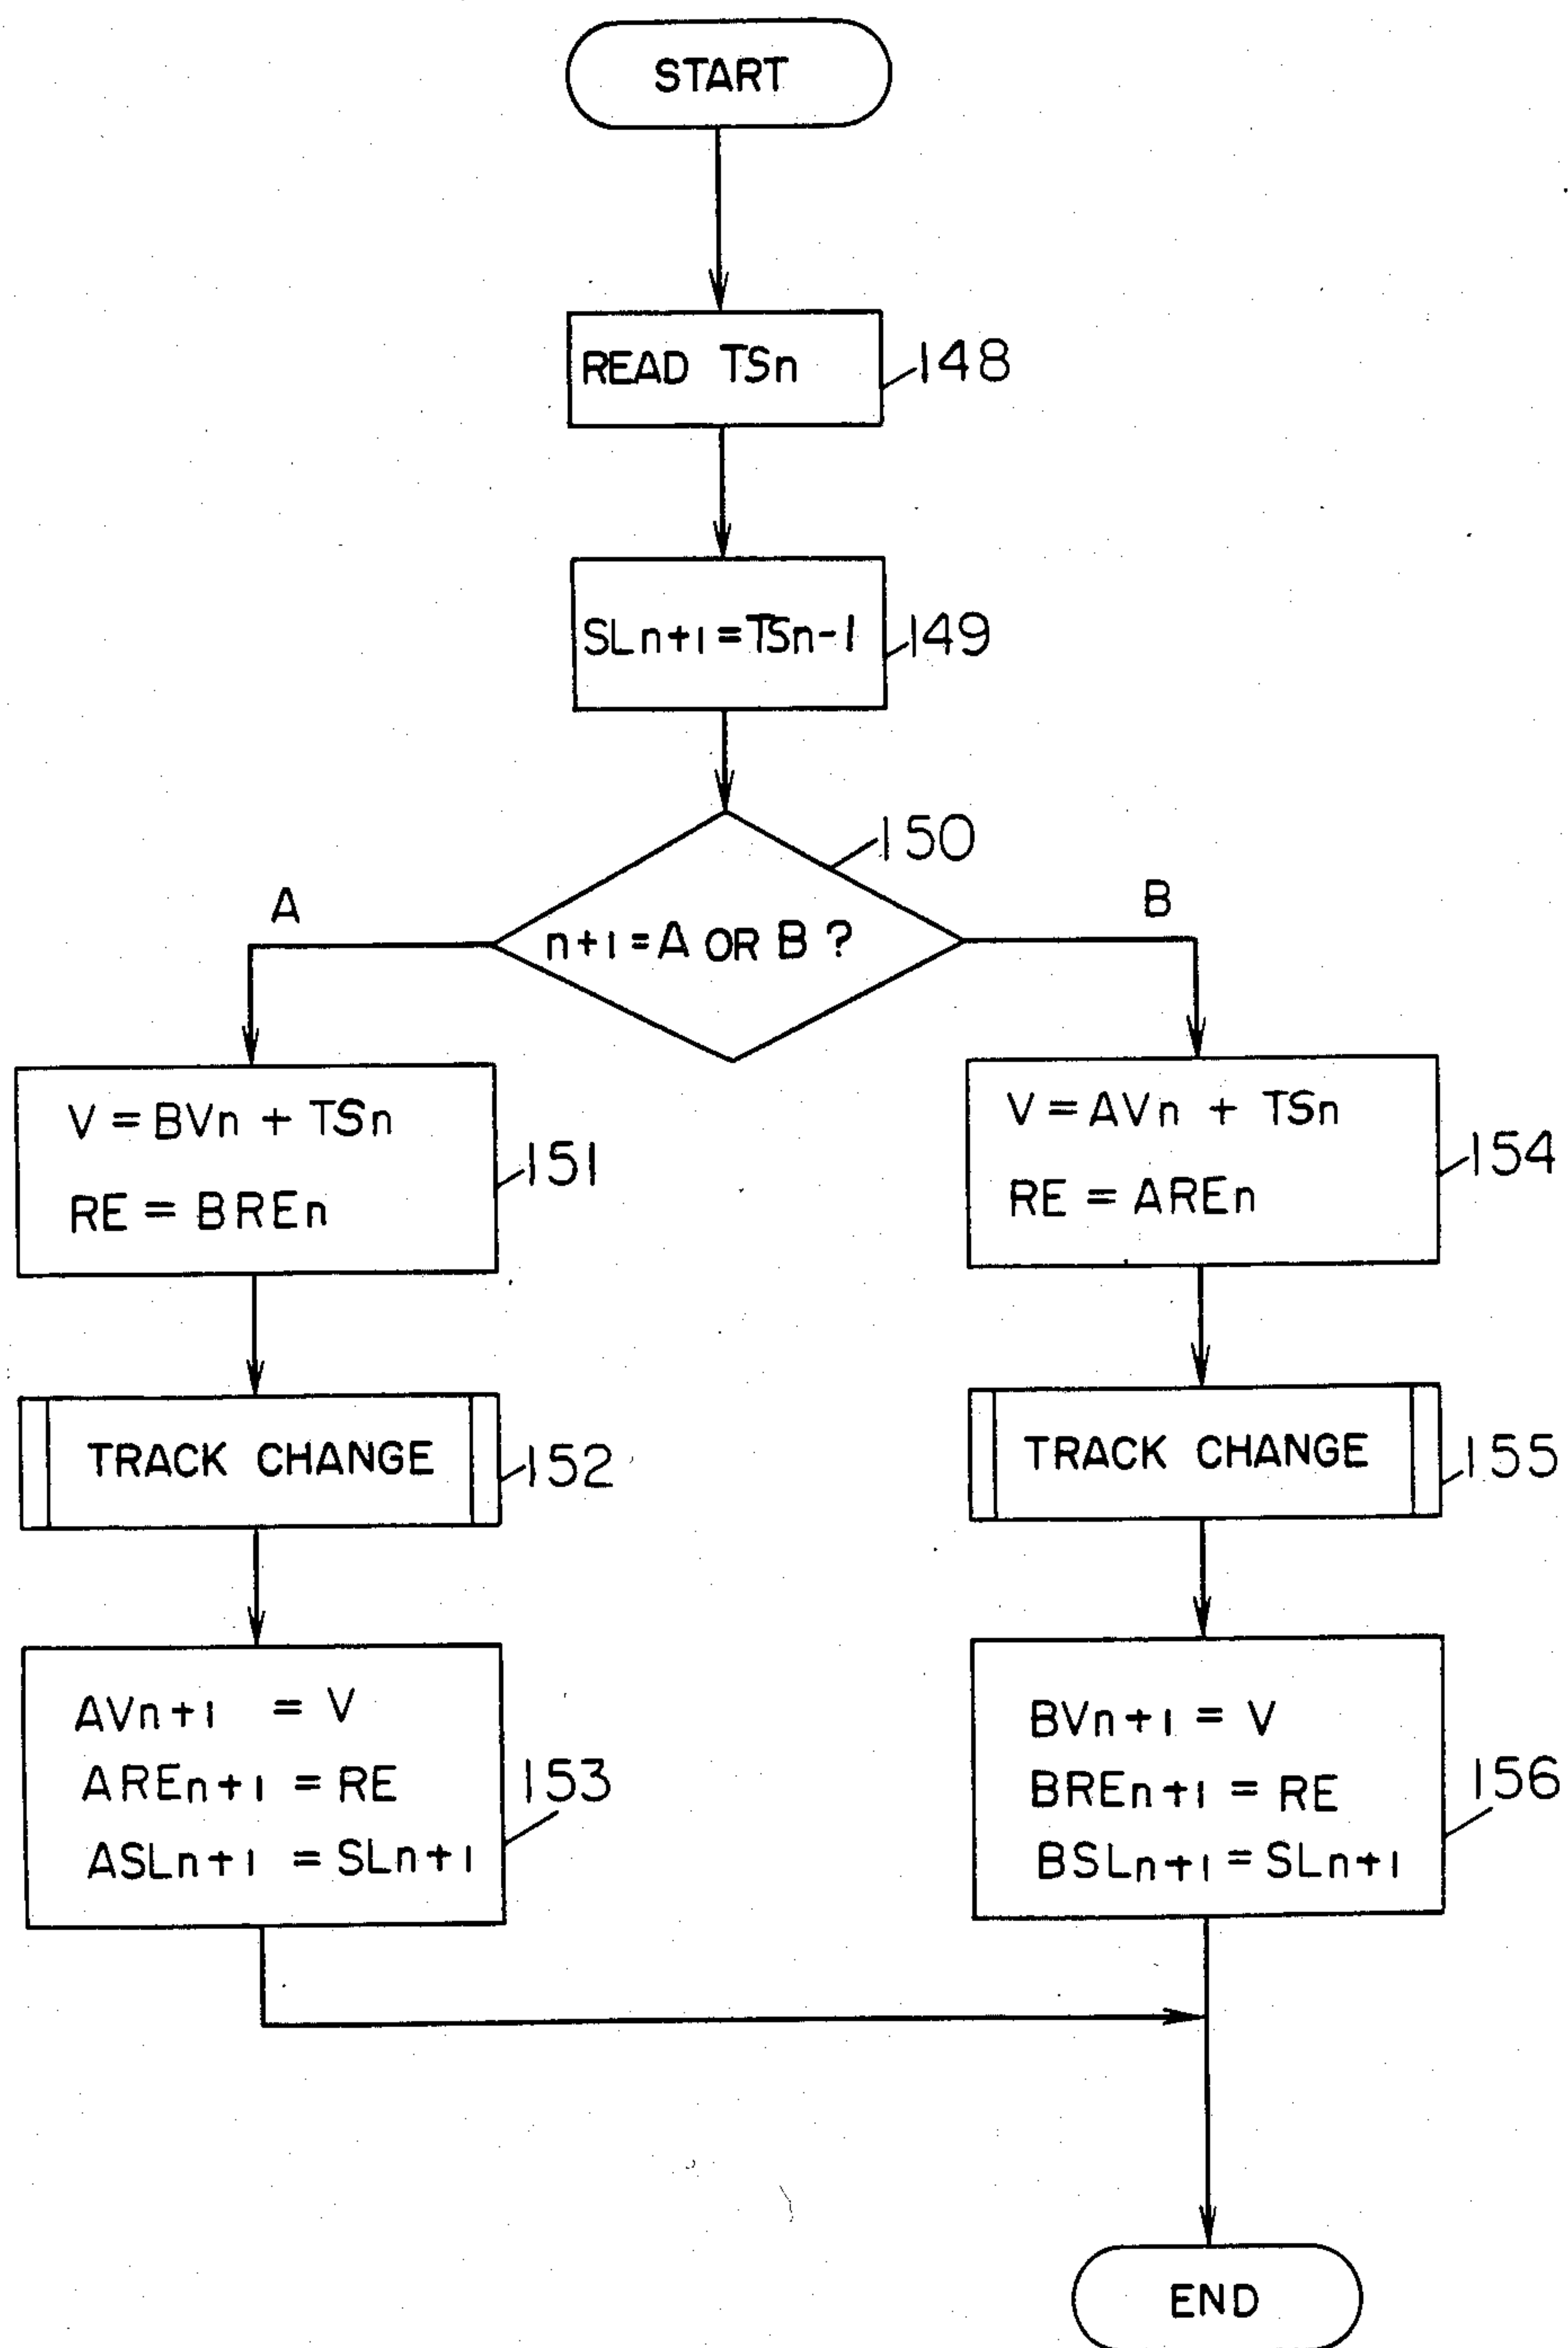 START
READ TSn
148
SLn+1=TSn-1
149
150
A
B
n+1=A OR B ?
V=BVn + TSn
RE = BREn
151
V=AVn + TSn
RE = AREn
154
TRACK CHANGE
152
TRACK CHANGE
155
AVn+1 = V
AREn+1 = RE
ASLn+1 = SLn+1
153
BVn+1 = V
BREn+1 = RE
BSLn+1 = SLn+1
156
END